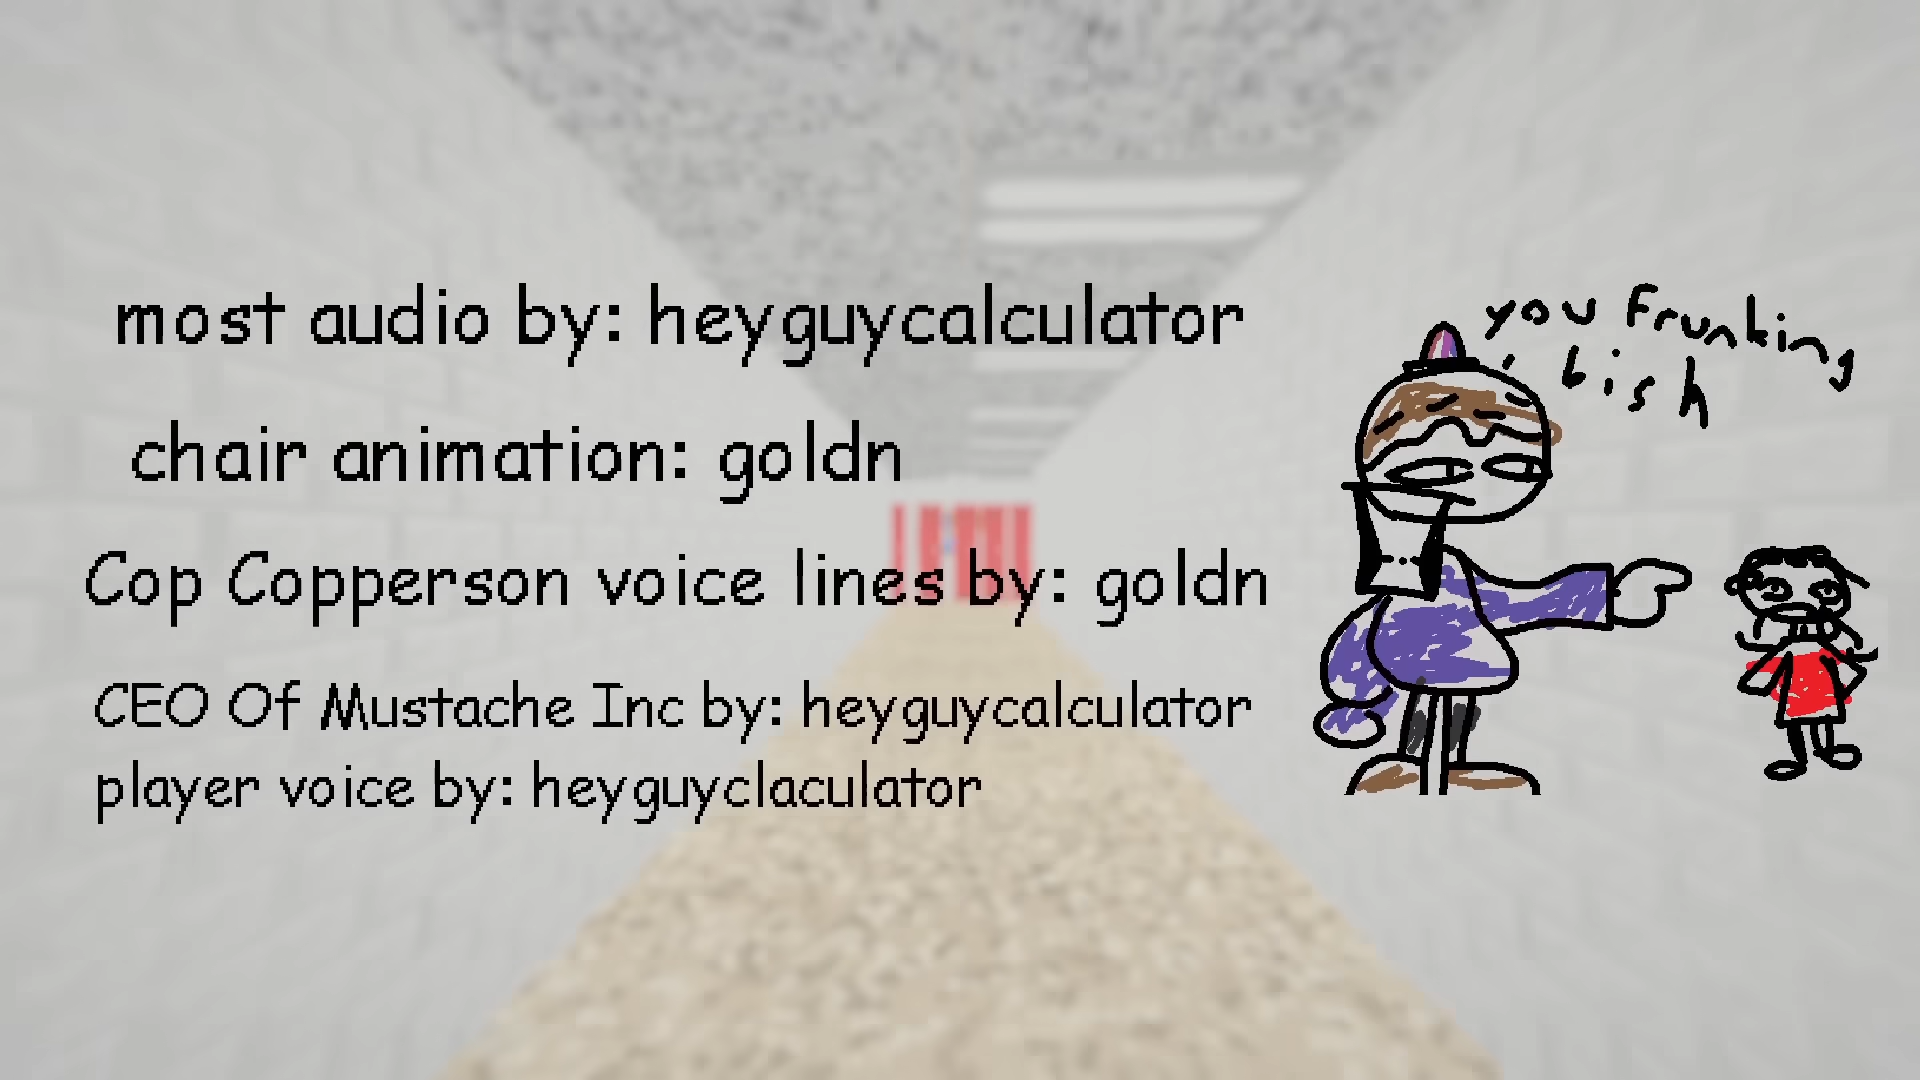 most audio by: heyguycalculator
chair animation: goldn
Cop Copperson voice lines by: goldn
CEO Of Mustache Inc by: heyguycalculator
player voice by: heyguyclaculator
you frunking
bish